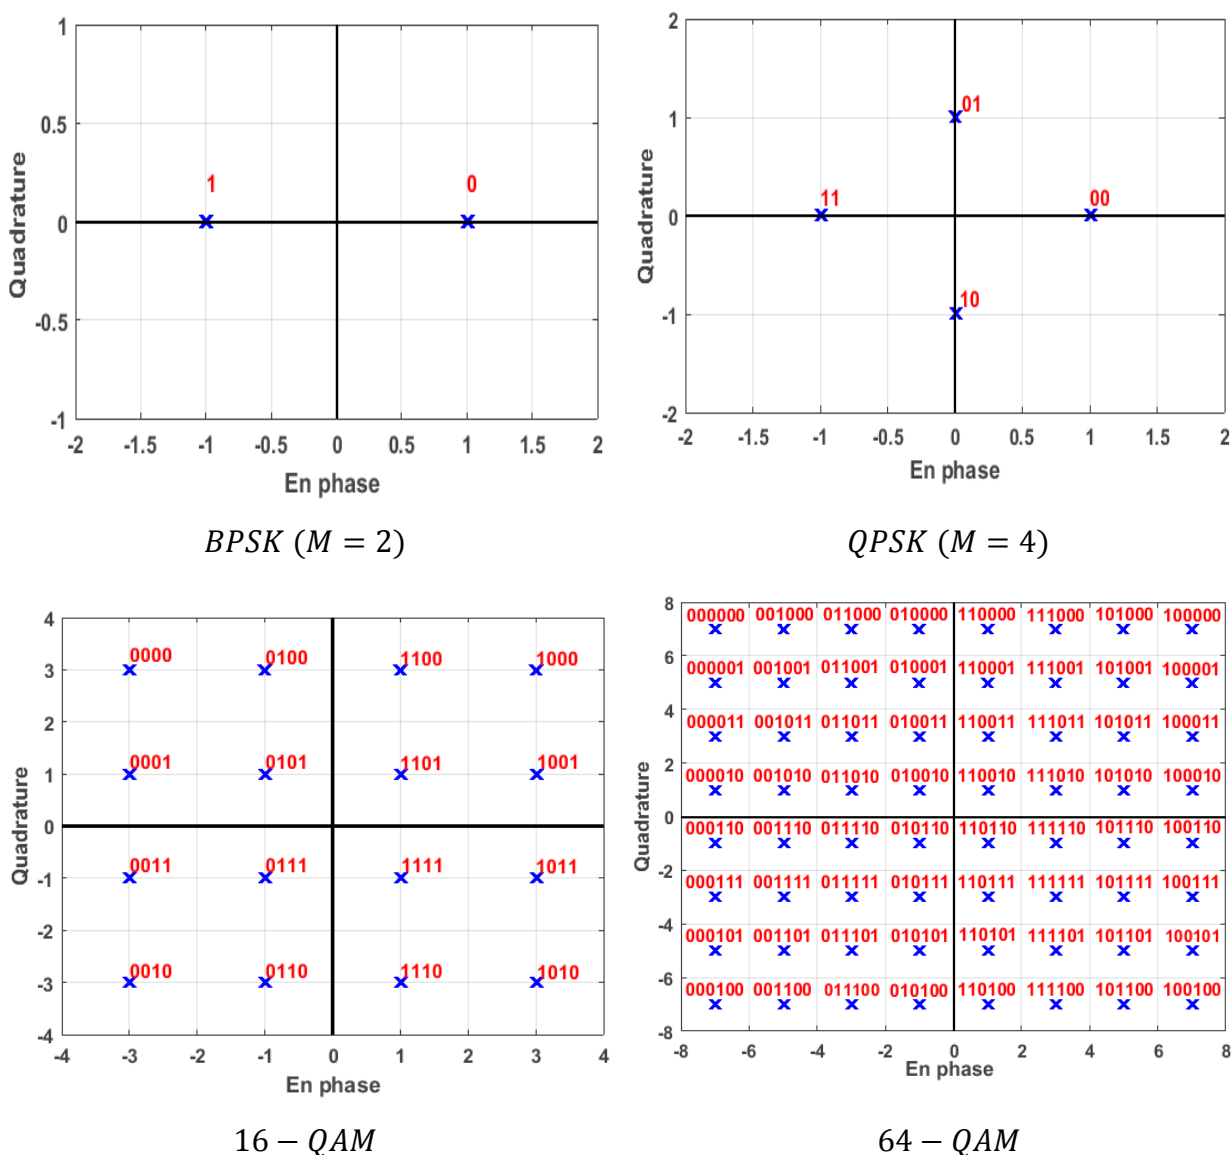 1
0.5
0
-0.5
-1
Quadrature
1
0
-2 -1.5 -1 -0.5 0 0.5 1 1.5 2
En phase
BPSK (M = 2)
2
1
0
-1
-2
Quadrature
01
11
00
10
-2 -1.5 -1 -0.5 0 0.5 1 1.5 2
En phase
QPSK (M = 4)
4
3
2
1
0
-1
-2
-3
-4
Quadrature
0000 0100 1100 1000
0001 0101 1101 1001
0011 0111 1111 1011
0010 0110 1110 1010
-4 -3 -2 -1 0 1 2 3 4
En phase
16 − QAM
8
6
4
2
0
-2
-4
-6
-8
Quadrature
000000 001000 011000 010000 110000 111000 101000 100000
000001 001001 011001 010001 110001 111001 101001 100001
000011 001011 011011 010011 110011 111011 101011 100011
000010 001010 011010 010010 110010 111010 101010 100010
000110 001110 011110 010110 110110 111110 101110 100110
000111 001111 011111 010111 110111 111111 101111 100111
000101 001101 011101 010101 110101 111101 101101 100101
000100 001100 011100 010100 110100 111100 101100 100100
-8 -6 -4 -2 0 2 4 6 8
En phase
64 − QAM